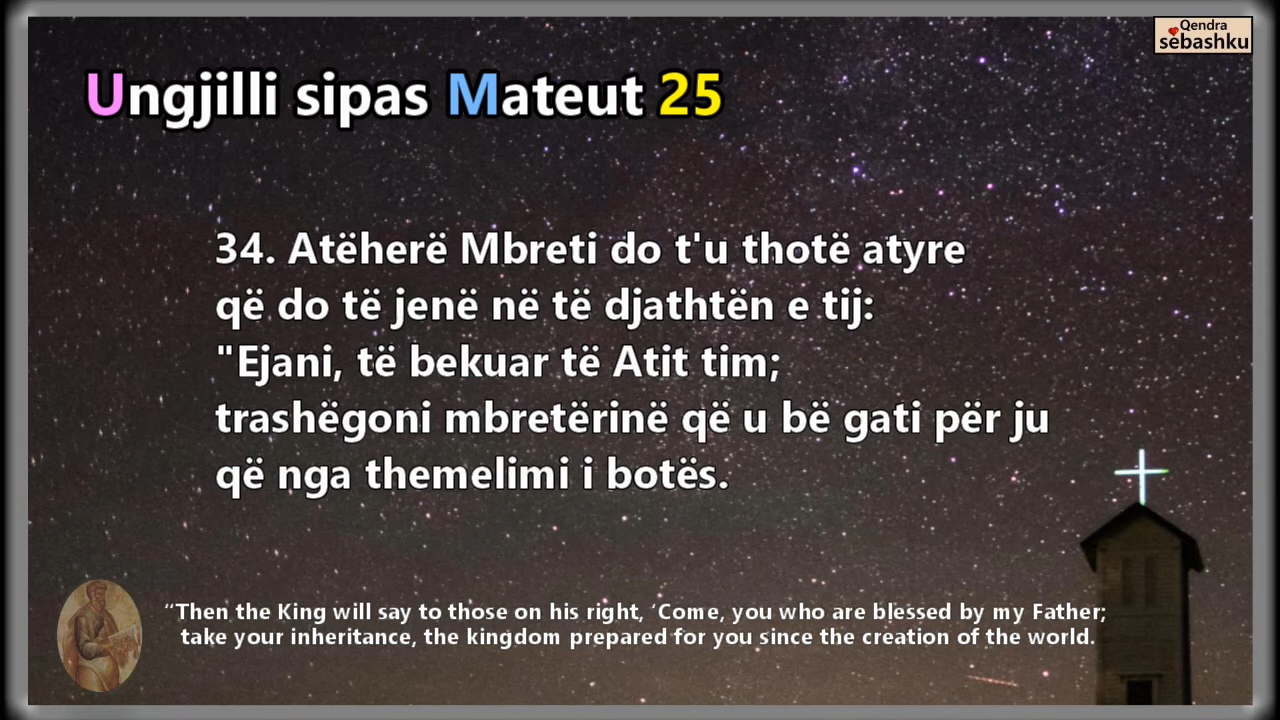 Qendra
sëbashku
Ungjilli sipas Mateut 25
34. Atëherë Mbreti do t'u thotë atyre
që do të jenë në të djathtën e tij:
"Ejani, të bekuar të Atit tim;
trashëgoni mbretërinë që u bë gati për ju
që nga themelimi i botës.
“Then the King will say to those on his right, ‘Come, you who are blessed by my Father;
take your inheritance, the kingdom prepared for you since the creation of the world.